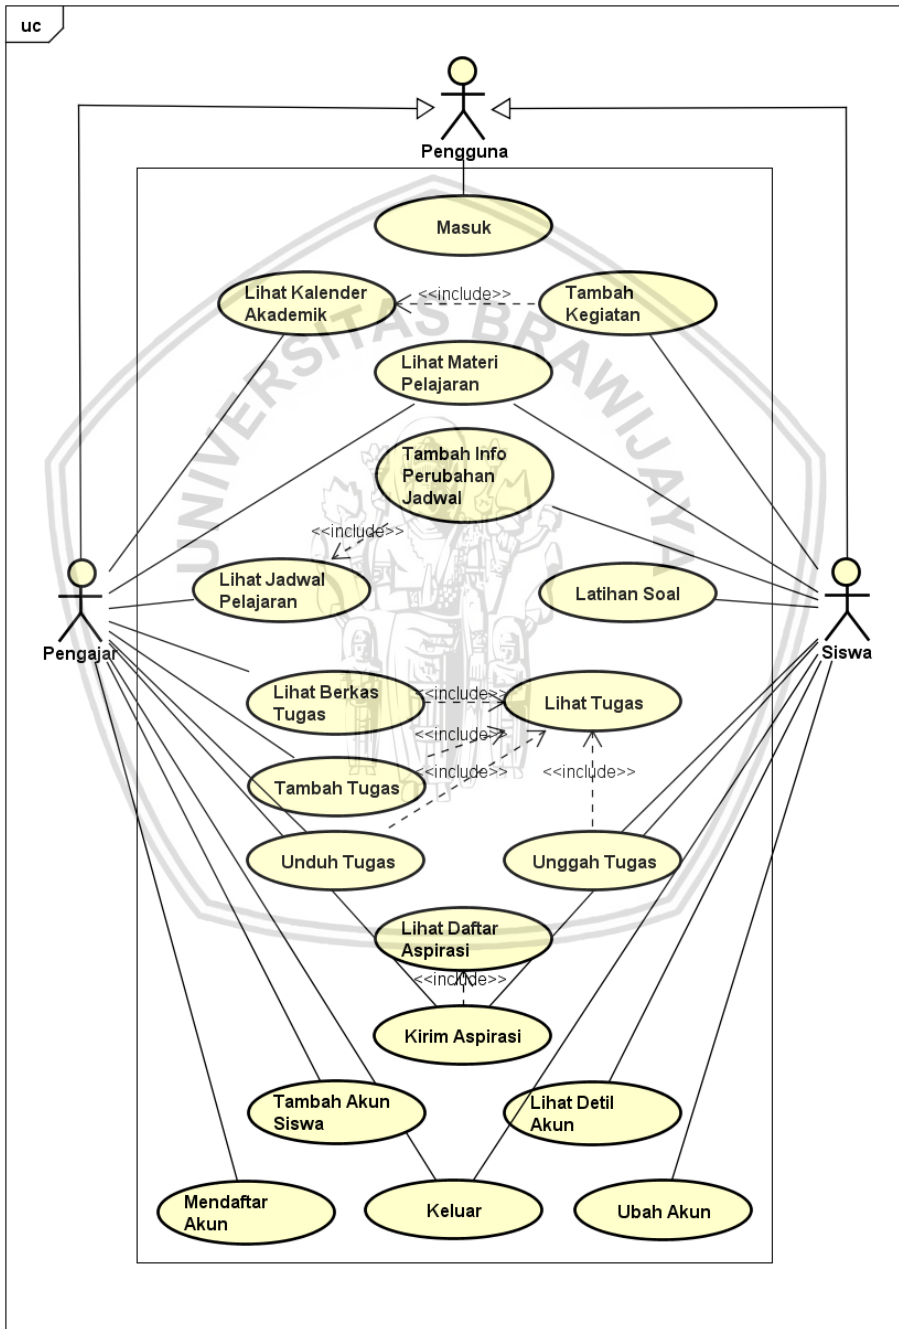 uc
Pengguna
Masuk
Lihat Kalender
Akademik
<<include>>
Tambah
Kegiatan
UNIVERSITAS BRAWIJAYA
Lihat Materi
Pelajaran
Tambah Info
Perubahan
Jadwal
<<include>>
Lihat Jadwal
Pelajaran
Latihan Soal
Pengajar
Siswa
Lihat Berkas
Tugas
<<include>>
Lihat Tugas
<<include>>
<<include>>
<<include>>
Tambah Tugas
Unduh Tugas
Unggah Tugas
Lihat Daftar
Aspirasi
<<include>>
Kirim Aspirasi
Tambah Akun
Siswa
Lihat Detil
Akun
Mendaftar
Akun
Keluar
Ubah Akun